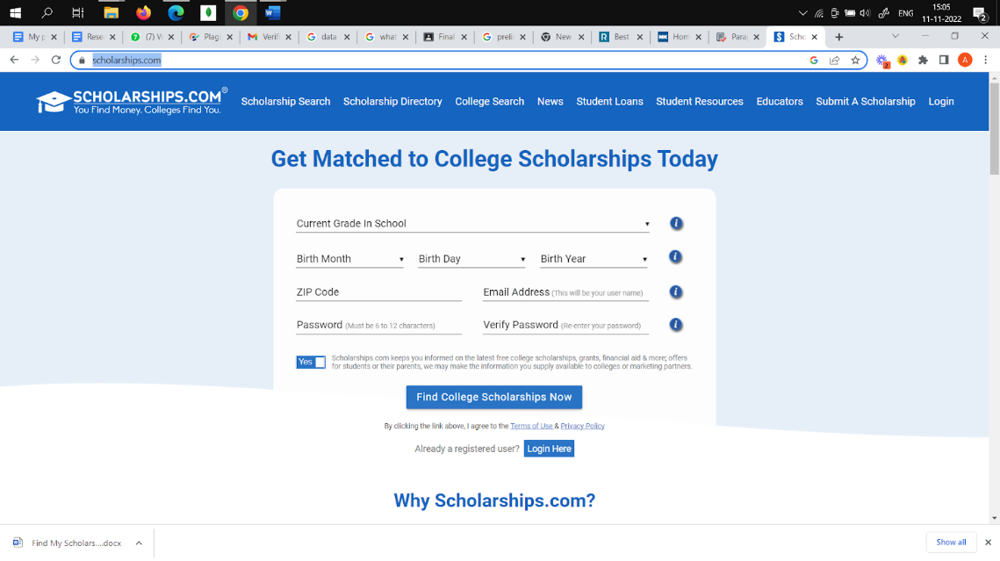 15:05
ENG
11-11-2022
2
My p
Rese
(7) V
Plag
Verifi
data
what
Final
preli
New
Best
Hom
Para
Scho
scholarships.com
2
A
SCHOLARSHIPS.COM®
You Find Money. Colleges Find You.
Scholarship Search Scholarship Directory College Search News Student Loans Student Resources Educators Submit A Scholarship Login
Get Matched to College Scholarships Today
Current Grade In School
Birth Month Birth Day Birth Year
ZIP Code Email Address (This will be your user name)
Password (Must be 6 to 12 characters) Verify Password (Re-enter your password)
Yes Scholarships.com keeps you informed on the latest free college scholarships, grants, financial aid & more; offers
for students or their parents, we may make the information you supply available to colleges or marketing partners.
Find College Scholarships Now
By clicking the link above, I agree to the Terms of Use & Privacy Policy
Already a registered user? Login Here
Why Scholarships.com?
Find My Scholars....docx
Show all